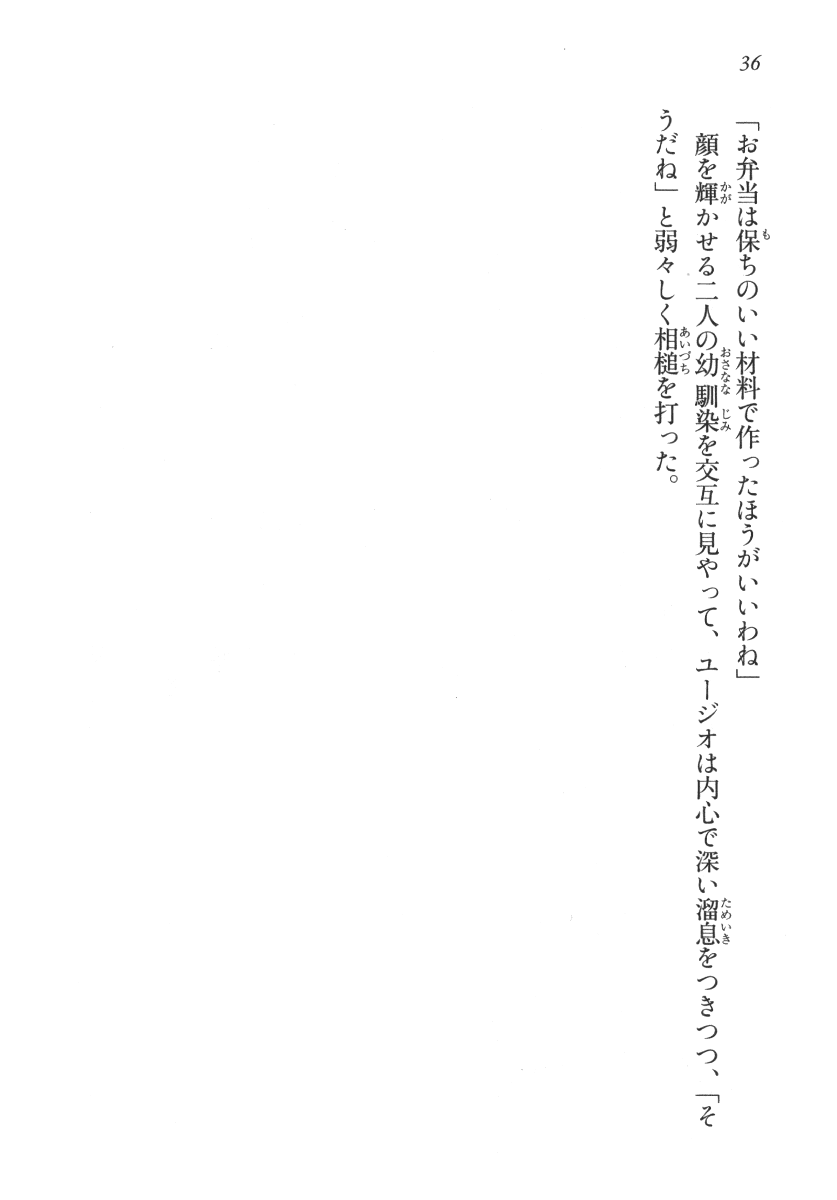 36
「お弁当は保ちのいい材料で作ったほうがいいわね」
　顔を輝かせる二人の幼馴染を交互に見やって、ユージオは内心で深い溜息をつきつつ、「そ
うだね」と弱々しく相槌を打った。